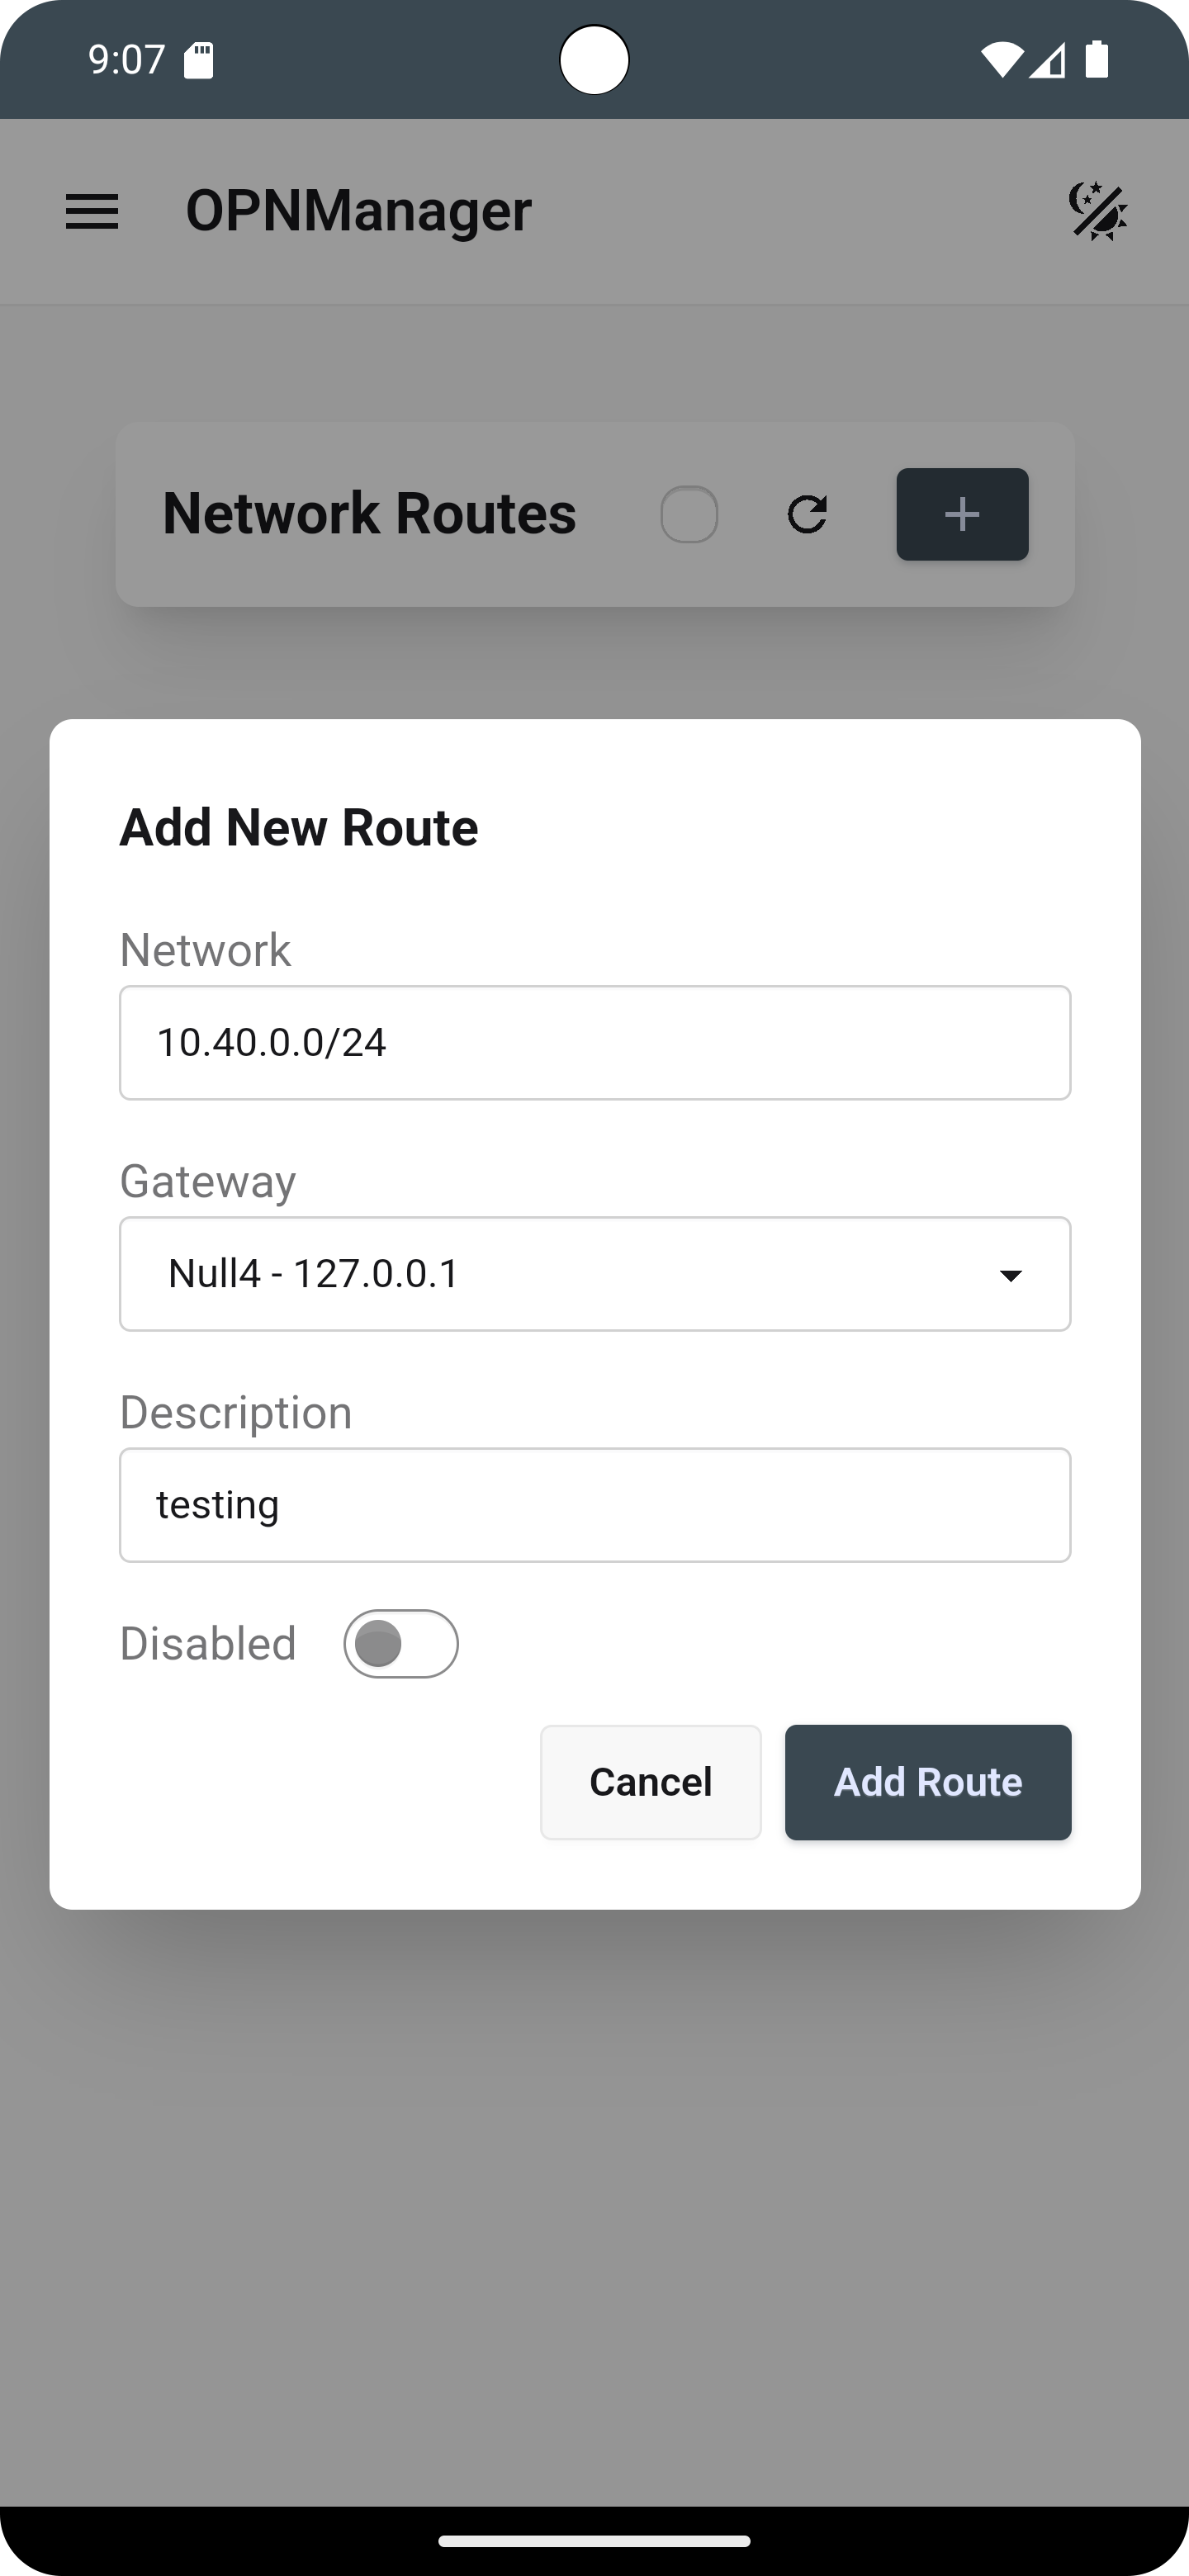 9:07
OPNManager
Network Routes
Add New Route
Network
10.40.0.0/24
Gateway
Null4 - 127.0.0.1
Description
testing
Disabled
Cancel
Add Route